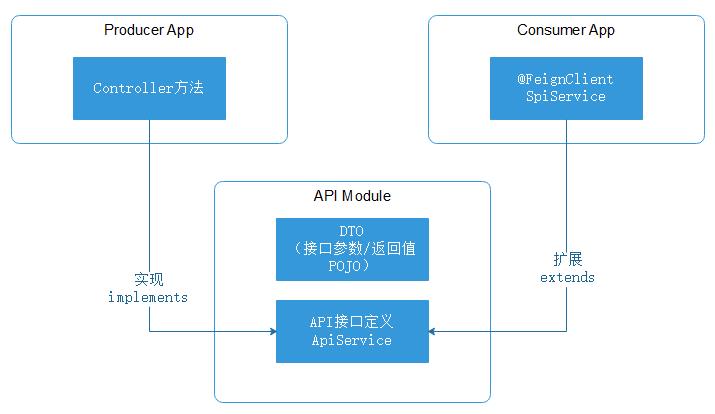 Producer App
Controller方法
Consumer App
@FeignClient
SpiService
API Module
DTO
（接口参数/返回值
POJO）
API接口定义
ApiService
实现
implements
扩展
extends